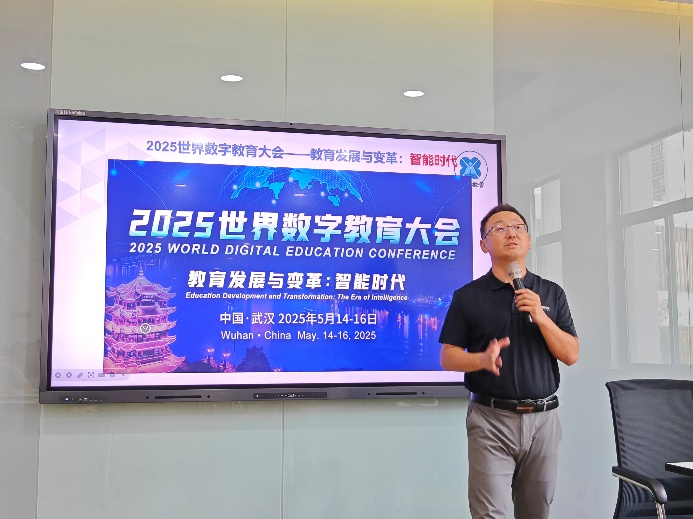 2025世界数字教育大会——教育发展与变革：智能时代
2025世界数字教育大会
2025 WORLD DIGITAL EDUCATION CONFERENCE
教育发展与变革：智能时代
Education Development and Transformation: The Era of Intelligence
中国·武汉 2025年5月14-16日
Wuhan·China May. 14-16, 2025